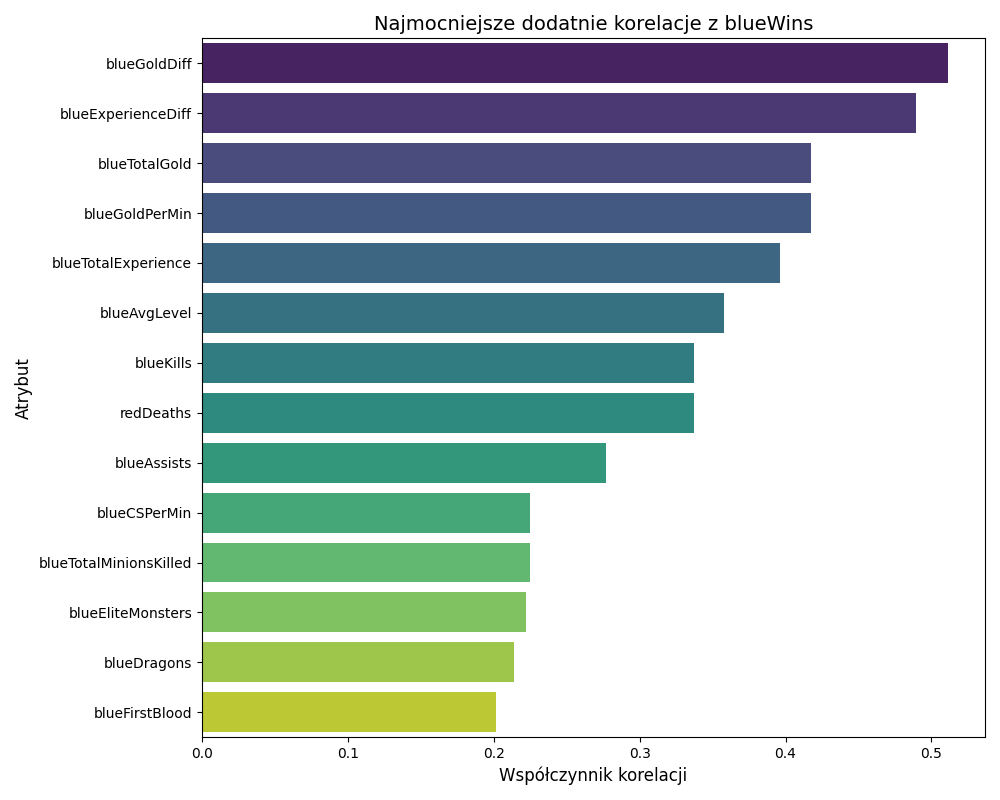 Najmocniejsze dodatnie korelacje z blueWins
Atrybut
blueGoldDiff
blueExperienceDiff
blueTotalGold
blueGoldPerMin
blueTotalExperience
blueAvgLevel
blueKills
redDeaths
blueAssists
blueCSPerMin
blueTotalMinionsKilled
blueEliteMonsters
blueDragons
blueFirstBlood
0.0 0.1 0.2 0.3 0.4 0.5
Współczynnik korelacji